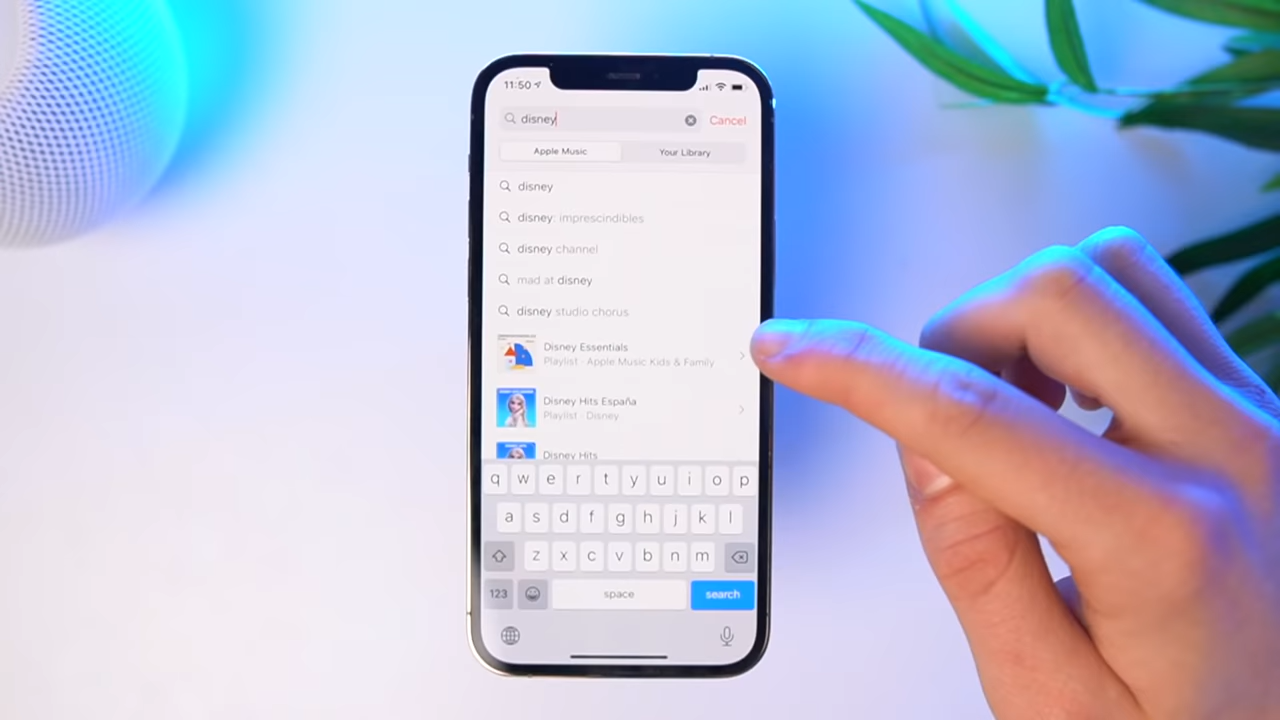 11:50
disney
Cancel
Apple Music
Your Library
disney
disney: imprescindibles
disney channel
mad at disney
disney studio chorus
Disney Essentials
Playlist · Apple Music Kids & Family
Disney Hits España
Playlist · Disney
Disney Hits
q w e r t y u i o p
a s d f g h j k l
z x c v b n m
123
space
search